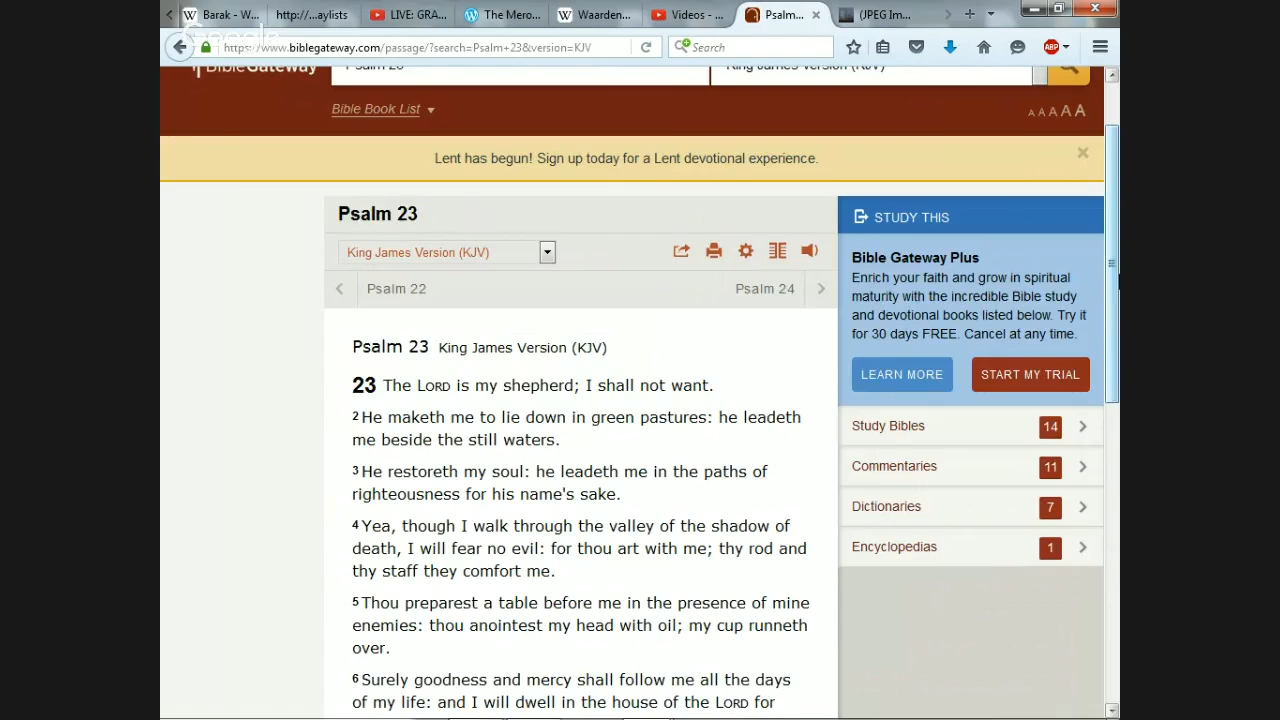 Barak - W... http://...aylists LIVE: GRA... The Mero... Waarden... Videos - ... Psalm... (JPEG Im...
Google
https://www.biblegateway.com/passage/?search=Psalm+23&version=KJV Search ABP
BibleGateway Psalm 23 King James Version (KJV)
Bible Book List A A A A A
Lent has begun! Sign up today for a Lent devotional experience.
Psalm 23
King James Version (KJV)
Psalm 22 Psalm 24
Psalm 23 King James Version (KJV)
23 The LORD is my shepherd; I shall not want.
2 He maketh me to lie down in green pastures: he leadeth
me beside the still waters.
3 He restoreth my soul: he leadeth me in the paths of
righteousness for his name's sake.
4 Yea, though I walk through the valley of the shadow of
death, I will fear no evil: for thou art with me; thy rod and
thy staff they comfort me.
5 Thou preparest a table before me in the presence of mine
enemies: thou anointest my head with oil; my cup runneth
over.
6 Surely goodness and mercy shall follow me all the days
of my life: and I will dwell in the house of the LORD for
STUDY THIS
Bible Gateway Plus
Enrich your faith and grow in spiritual
maturity with the incredible Bible study
and devotional books listed below. Try it
for 30 days FREE. Cancel at any time.
LEARN MORE START MY TRIAL
Study Bibles 14
Commentaries 11
Dictionaries 7
Encyclopedias 1